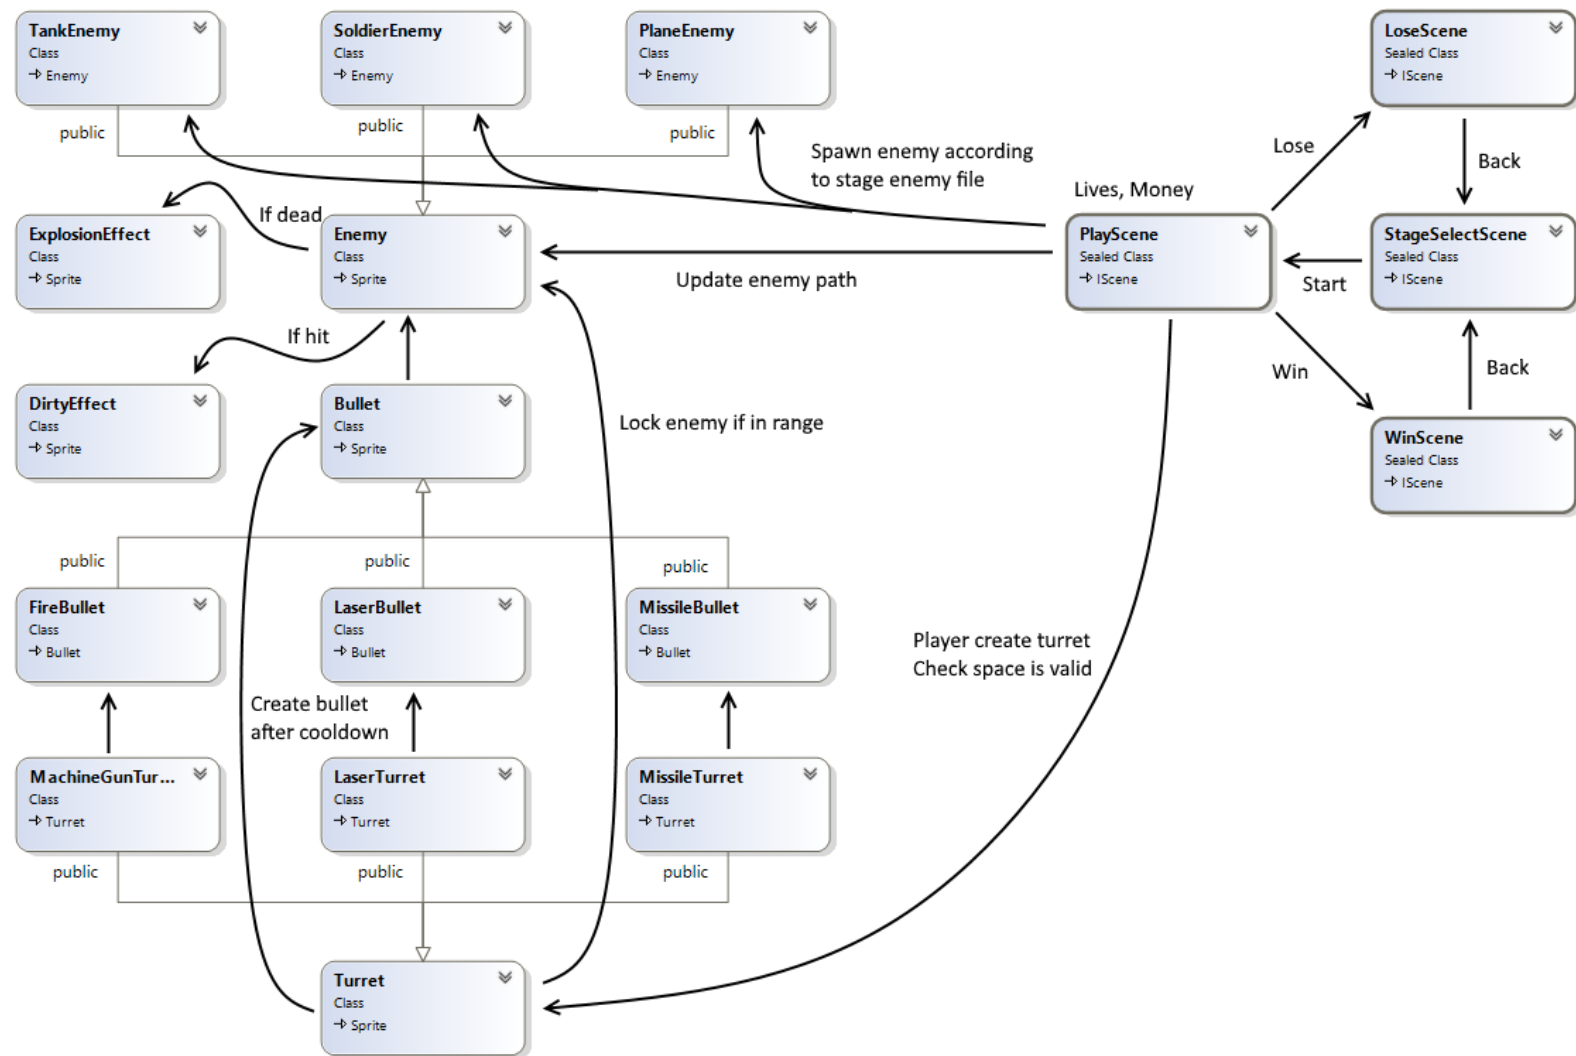 TankEnemy
Class
Enemy
SoldierEnemy
Class
Enemy
PlaneEnemy
Class
Enemy
LoseScene
Sealed Class
IScene
public
public
public
Spawn enemy according
to stage enemy file
Lose
Back
Lives, Money
If dead
ExplosionEffect
Class
Sprite
Enemy
Class
Sprite
Update enemy path
PlayScene
Sealed Class
IScene
Start
StageSelectScene
Sealed Class
IScene
If hit
Win
Back
DirtyEffect
Class
Sprite
Bullet
Class
Sprite
Lock enemy if in range
WinScene
Sealed Class
IScene
public
public
public
FireBullet
Class
Bullet
LaserBullet
Class
Bullet
MissileBullet
Class
Bullet
Player create turret
Check space is valid
Create bullet
after cooldown
MachineGunTur...
Class
Turret
LaserTurret
Class
Turret
MissileTurret
Class
Turret
public
public
public
Turret
Class
Sprite